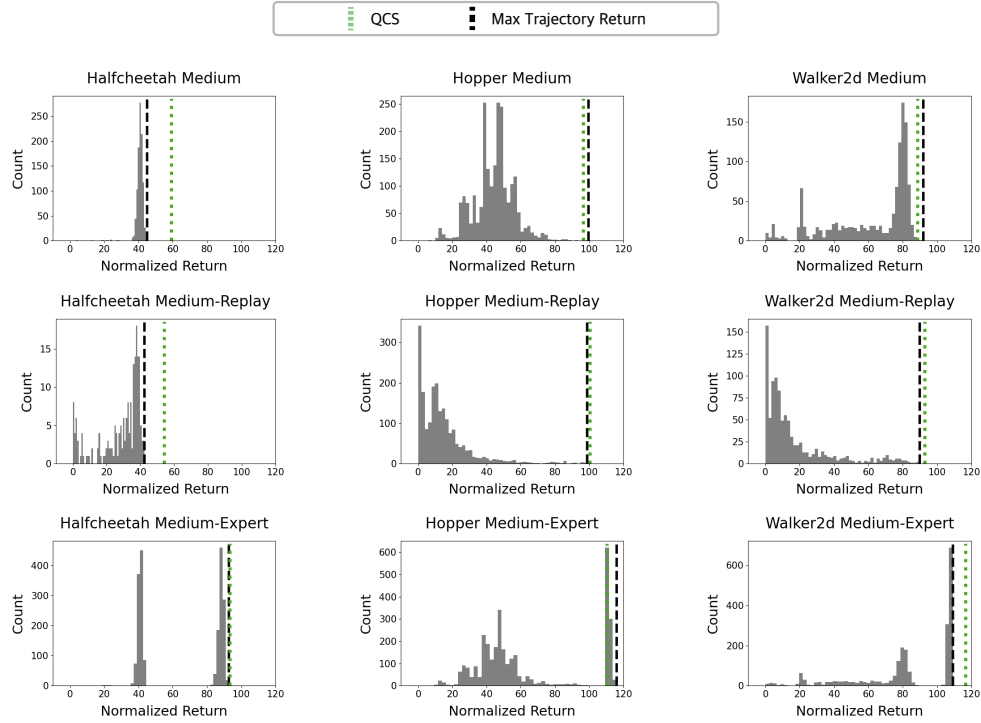 QCS Max Trajectory Return
Halfcheetah Medium
Count
250
200
150
100
50
0
0 20 40 60 80 100 120
Normalized Return
Hopper Medium
Count
250
200
150
100
50
0
0 20 40 60 80 100 120
Normalized Return
Walker2d Medium
Count
150
100
50
0
0 20 40 60 80 100 120
Normalized Return
Halfcheetah Medium-Replay
Count
15
10
5
0
0 20 40 60 80 100 120
Normalized Return
Hopper Medium-Replay
Count
300
200
100
0
0 20 40 60 80 100 120
Normalized Return
Walker2d Medium-Replay
Count
150
125
100
75
50
25
0
0 20 40 60 80 100 120
Normalized Return
Halfcheetah Medium-Expert
Count
400
300
200
100
0
0 20 40 60 80 100 120
Normalized Return
Hopper Medium-Expert
Count
600
500
400
300
200
100
0
0 20 40 60 80 100 120
Normalized Return
Walker2d Medium-Expert
Count
600
400
200
0
0 20 40 60 80 100 120
Normalized Return